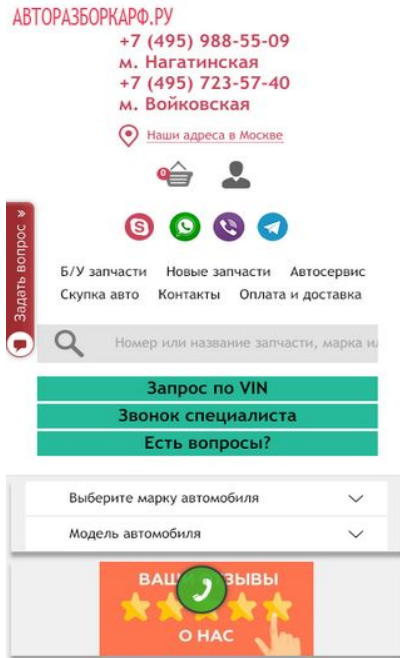 АВТОРАЗБОРКАРФ.РУ
+7 (495) 988-55-09
м. Нагатинская
+7 (495) 723-57-40
м. Войковская
Наши адреса в Москве
0
S
Задать вопрос »
Б/У запчасти Новые запчасти Автосервис
Скупка авто Контакты Оплата и доставка
Номер или название запчасти, марка и
Запрос по VIN
Звонок специалиста
Есть вопросы?
Выберите марку автомобиля
Модель автомобиля
О НАС